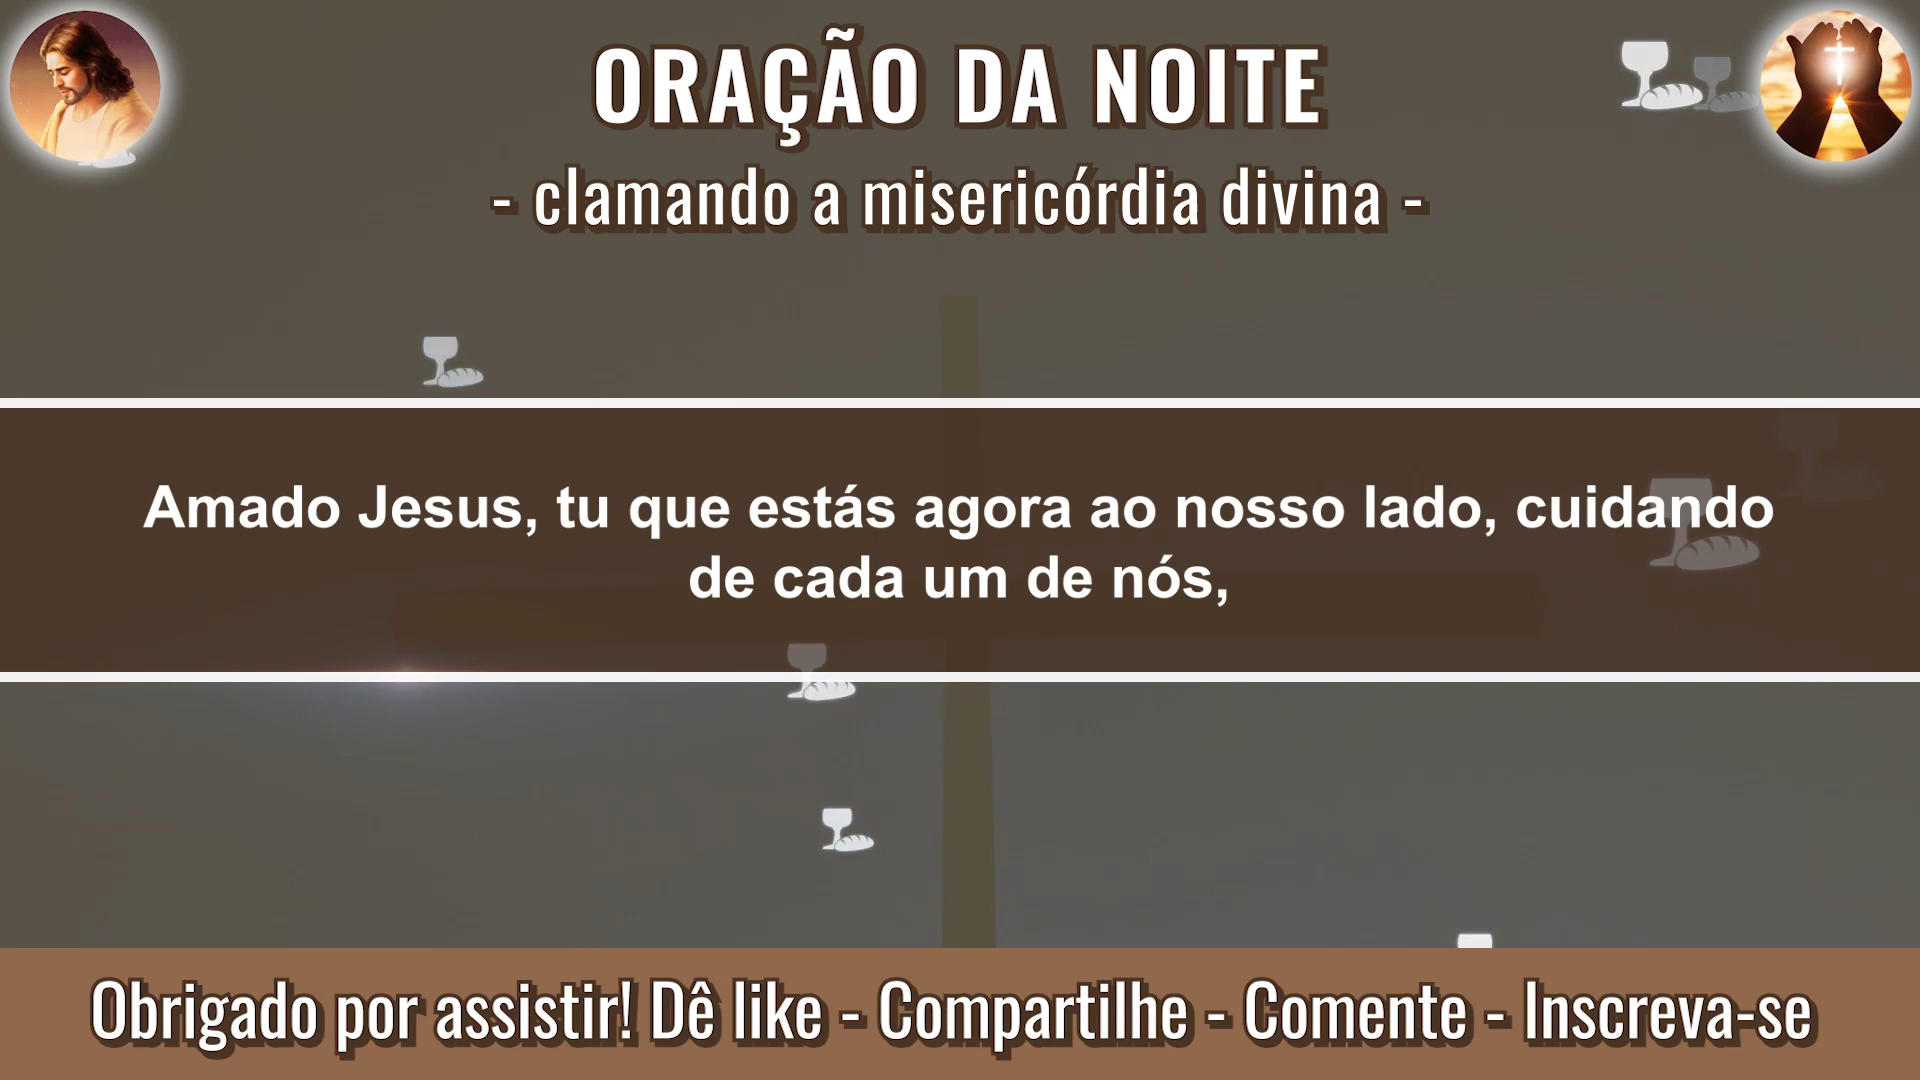 ORAÇÃO DA NOITE
- clamando a misericórdia divina -
Amado Jesus, tu que estás agora ao nosso lado, cuidando
de cada um de nós,
Obrigado por assistir! Dê like - Compartilhe - Comente - Inscreva-se